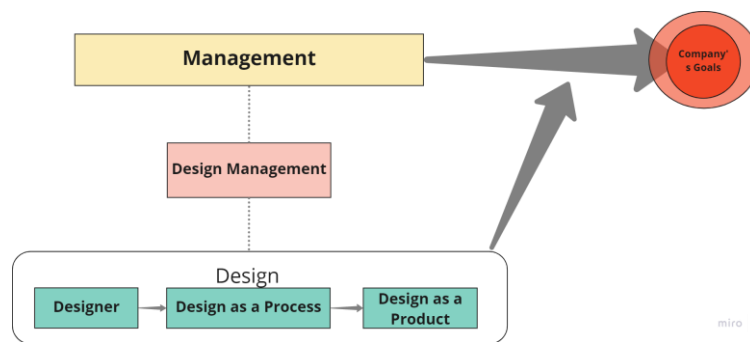 Management
Company'
s Goals
Design Management
Design
Designer
Design as a Process
Design as a
Product
miro